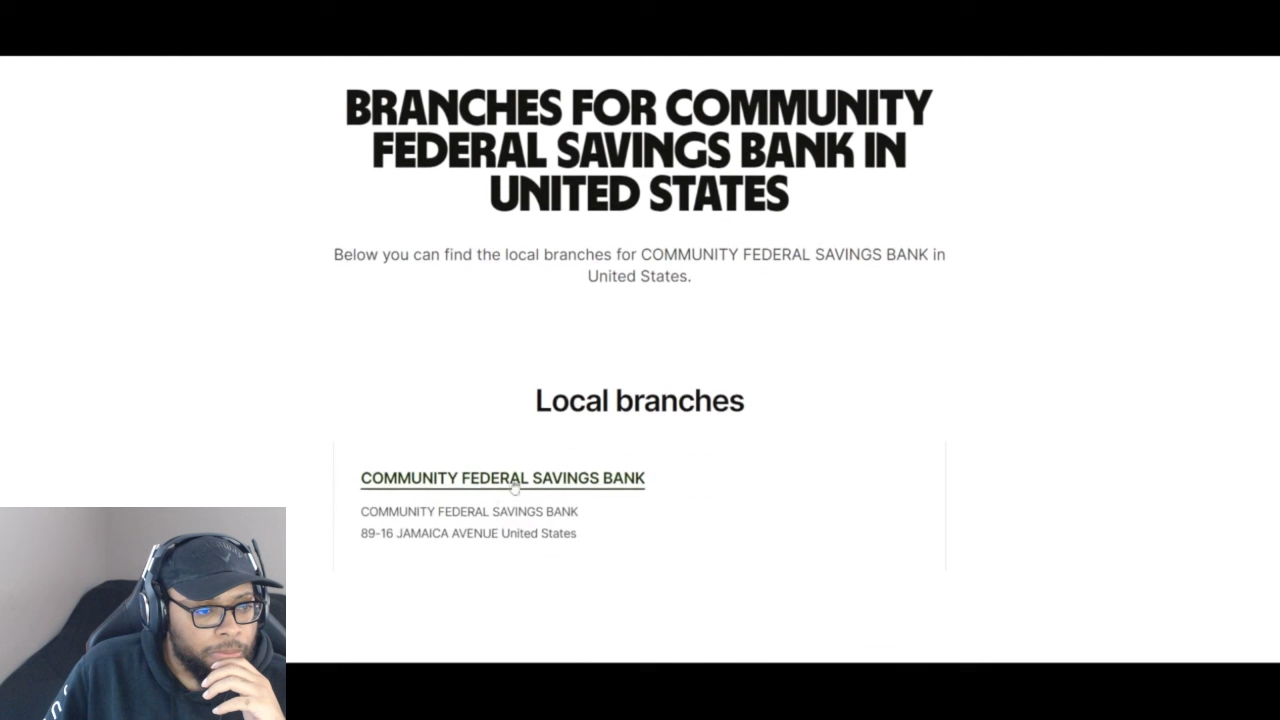 BRANCHES FOR COMMUNITY
FEDERAL SAVINGS BANK IN
UNITED STATES
Below you can find the local branches for COMMUNITY FEDERAL SAVINGS BANK in
United States.
Local branches
COMMUNITY FEDERAL SAVINGS BANK
COMMUNITY FEDERAL SAVINGS BANK
89-16 JAMAICA AVENUE United States